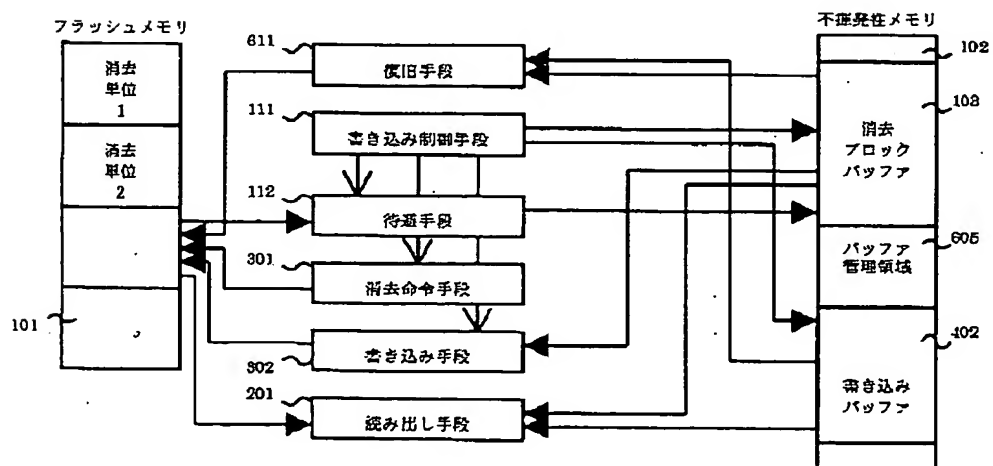 フラッシュメモリ
消去
単位
1
消去
単位
2
101
611
復旧手段
111
書き込み制御手段
112
待避手段
301
消去命令手段
書き込み手段
302
201
読み出し手段
不揮発性メモリ
102
103
消去
ブロック
バッファ
605
バッファ
管理領域
402
書き込み
バッファ